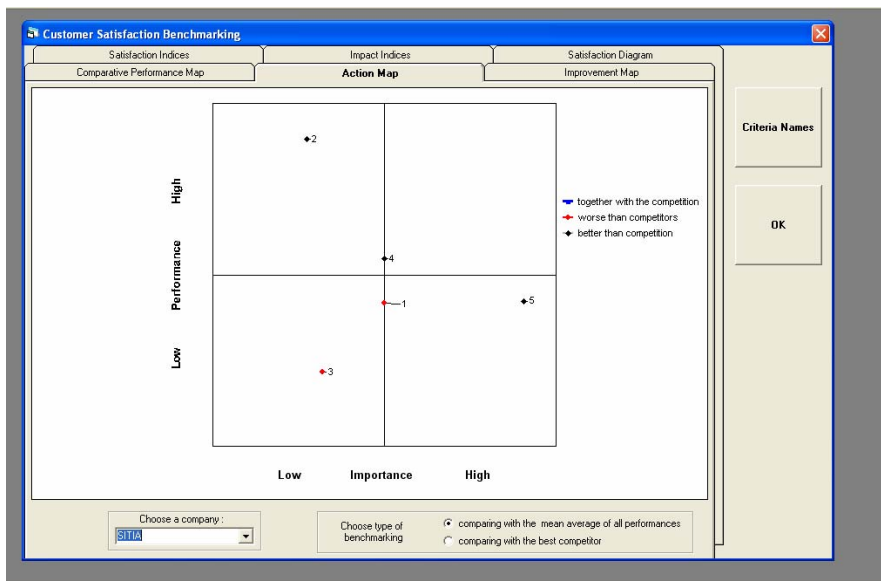 Customer Satisfaction Benchmarking
Satisfaction Indices
Impact Indices
Satisfaction Diagram
Comparative Performance Map
Action Map
Improvement Map
High
Performance
Low
2
4
1
5
3
together with the competition
worse than competitors
better than competition
Low
Importance
High
Criteria Names
OK
Choose a company :
SITIA
Choose type of
benchmarking
comparing with the mean average of all performances
comparing with the best competitor